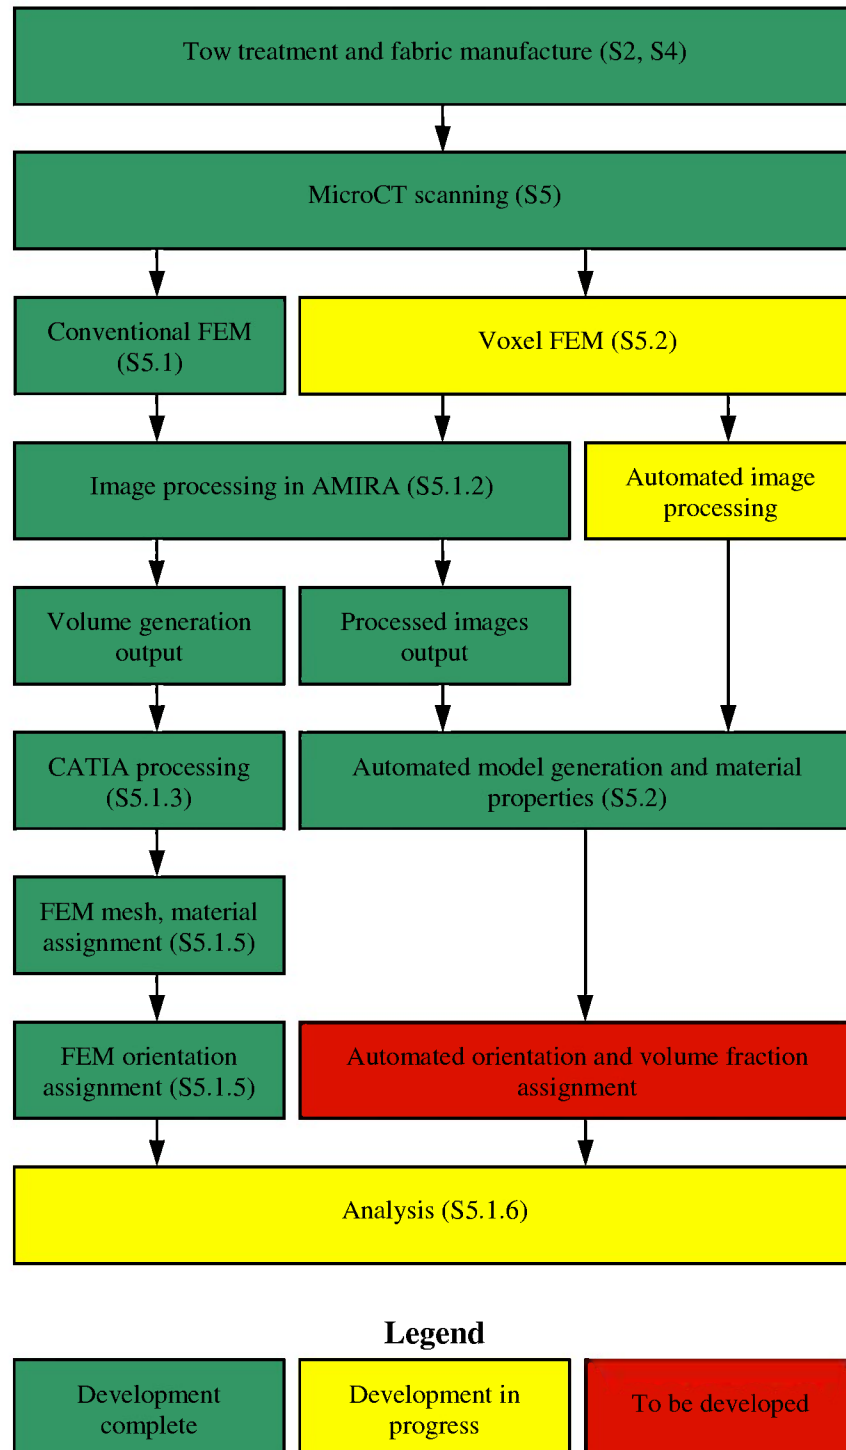 Tow treatment and fabric manufacture (S2, S4)
MicroCT scanning (S5)
Conventional FEM
(S5.1)
Voxel FEM (S5.2)
Image processing in AMIRA (S5.1.2)
Automated image
processing
Volume generation
output
Processed images
output
CATIA processing
(S5.1.3)
Automated model generation and material
properties (S5.2)
FEM mesh, material
assignment (S5.1.5)
FEM orientation
assignment (S5.1.5)
Automated orientation and volume fraction
assignment
Analysis (S5.1.6)
Legend
Development
complete
Development in
progress
To be developed